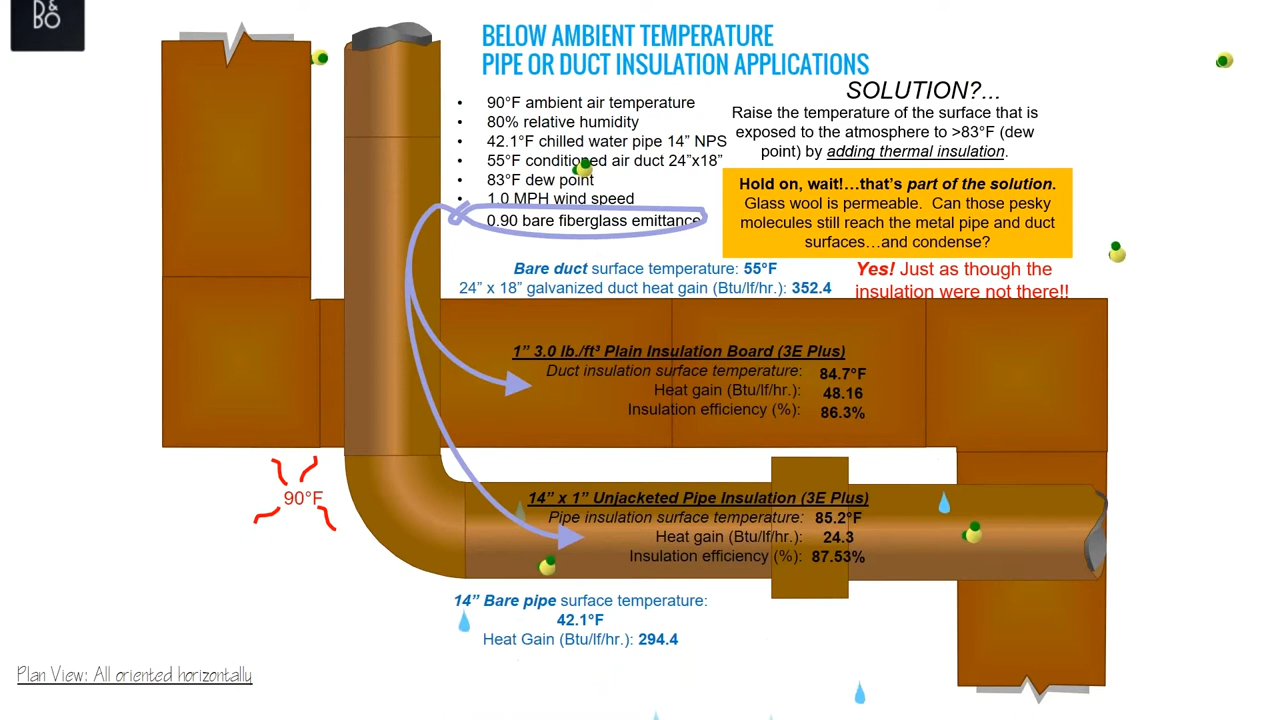 B&BO
BELOW AMBIENT TEMPERATURE
PIPE OR DUCT INSULATION APPLICATIONS
• 90°F ambient air temperature
• 80% relative humidity
• 42.1°F chilled water pipe 14” NPS
• 55°F conditioned air duct 24”x18”
• 83°F dew point
• 1.0 MPH wind speed
• 0.90 bare fiberglass emittance
SOLUTION?...
Raise the temperature of the surface that is
exposed to the atmosphere to >83°F (dew
point) by adding thermal insulation.
Hold on, wait!…that’s part of the solution.
Glass wool is permeable. Can those pesky
molecules still reach the metal pipe and duct
surfaces…and condense?
Yes! Just as though the
insulation were not there!!
Bare duct surface temperature: 55°F
24” x 18” galvanized duct heat gain (Btu/lf/hr.): 352.4
1” 3.0 lb./ft³ Plain Insulation Board (3E Plus)
Duct insulation surface temperature: 84.7°F
Heat gain (Btu/lf/hr.): 48.16
Insulation efficiency (%): 86.3%
90°F
14” x 1” Unjacketed Pipe Insulation (3E Plus)
Pipe insulation surface temperature: 85.2°F
Heat gain (Btu/lf/hr.): 24.3
Insulation efficiency (%): 87.53%
14” Bare pipe surface temperature:
42.1°F
Heat Gain (Btu/lf/hr.): 294.4
Plan View: All oriented horizontally